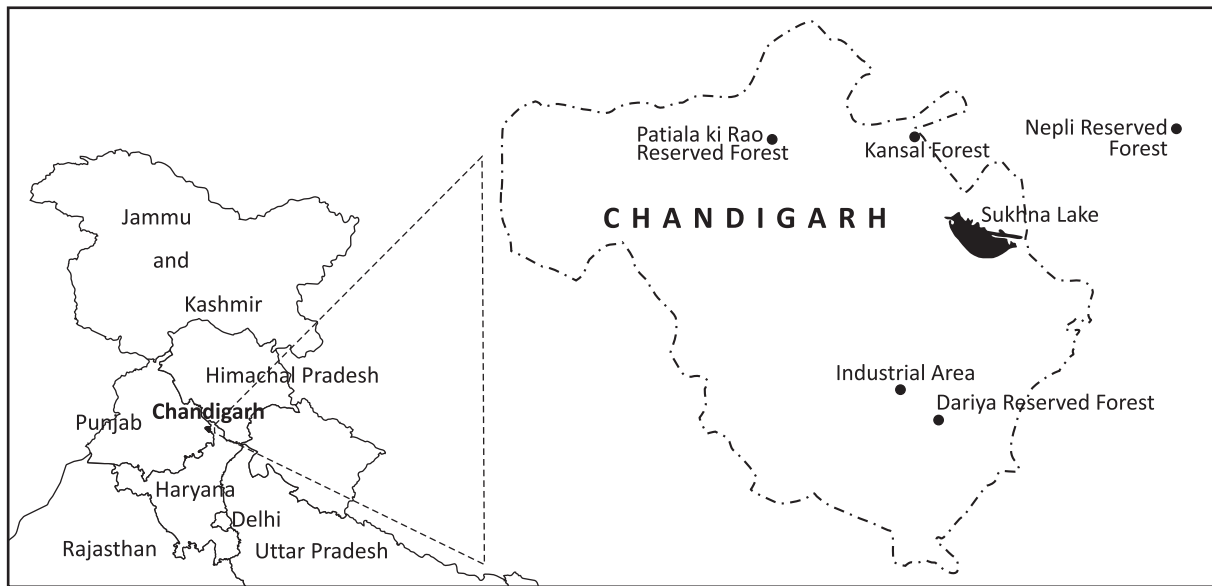 Jammu
and
Kashmir
Himachal Pradesh
Punjab
Chandigarh
Haryana
Delhi
Rajasthan
Uttar Pradesh
Patiala ki Rao
Reserved Forest
Kansal Forest
Nepli Reserved
Forest
CHANDIGARH
Sukhna Lake
Industrial Area
Dariya Reserved Forest